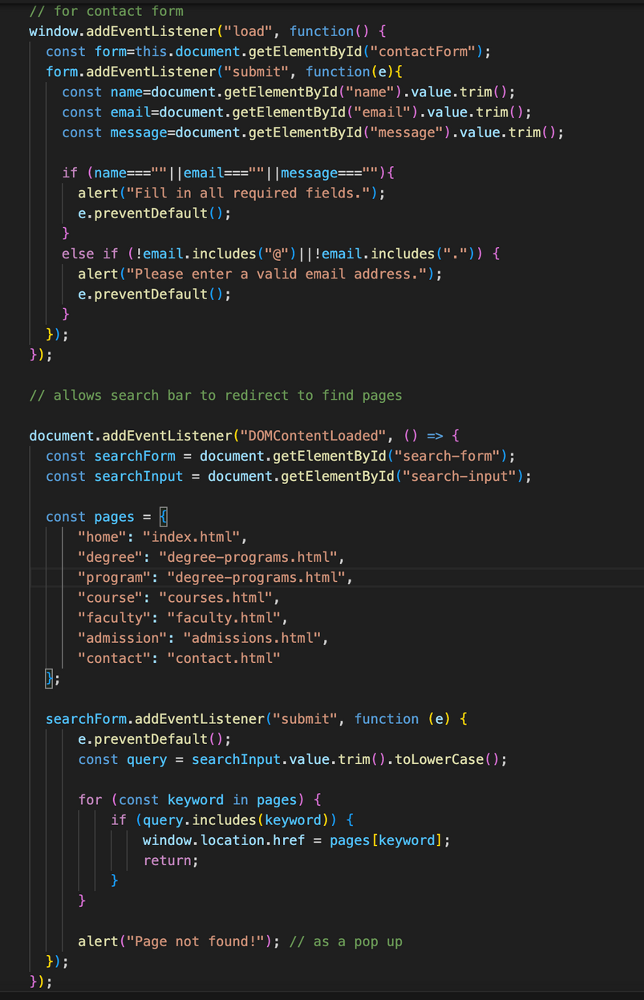 // for contact form
window.addEventListener("load", function() {
  const form=this.document.getElementById("contactForm");
  form.addEventListener("submit", function(e){
    const name=document.getElementById("name").value.trim();
    const email=document.getElementById("email").value.trim();
    const message=document.getElementById("message").value.trim();

    if (name===""||email===""||message===""){
      alert("Fill in all required fields.");
      e.preventDefault();
    }
    else if (!email.includes("@")||!email.includes(".")) {
      alert("Please enter a valid email address.");
      e.preventDefault();
    }
  });
});

// allows search bar to redirect to find pages

document.addEventListener("DOMContentLoaded", () => {
  const searchForm = document.getElementById("search-form");
  const searchInput = document.getElementById("search-input");

  const pages = {
      "home": "index.html",
      "degree": "degree-programs.html",
      "program": "degree-programs.html",
      "course": "courses.html",
      "faculty": "faculty.html",
      "admission": "admissions.html",
      "contact": "contact.html"
  };

  searchForm.addEventListener("submit", function (e) {
      e.preventDefault();
      const query = searchInput.value.trim().toLowerCase();

      for (const keyword in pages) {
          if (query.includes(keyword)) {
              window.location.href = pages[keyword];
              return;
          }
      }

      alert("Page not found!"); // as a pop up
  });
});